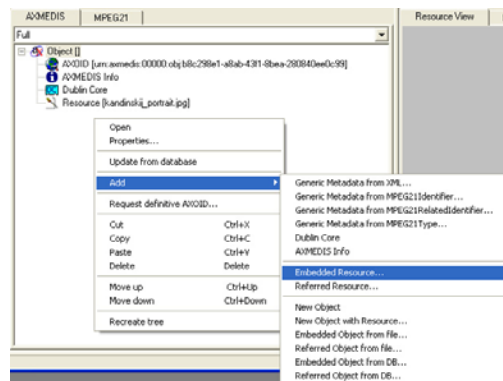 AXMEDIS
MPEG21
Resource View
Full
Object []
AXOID [urn:axmedis:00000:obj:b8c298e1-a8ab-43f1-8bea-280840ee0c99]
AXMEDIS Info
Dublin Core
Resource [kandinskij_portrait.jpg]
Open
Properties...
Update from database
Add
Request definitive AXOID...
Cut Ctrl+X
Copy Ctrl+C
Paste Ctrl+V
Delete Delete
Move up Ctrl+Up
Move down Ctrl+Down
Recreate tree
Generic Metadata from XML...
Generic Metadata from MPEG21Identifier...
Generic Metadata from MPEG21RelatedIdentifier...
Generic Metadata from MPEG21Type...
Dublin Core
AXMEDIS Info
Embedded Resource...
Referred Resource...
New Object
New Object with Resource...
Embedded Object from file...
Referred Object from file...
Embedded Object from DB...
Referred Object from DB...